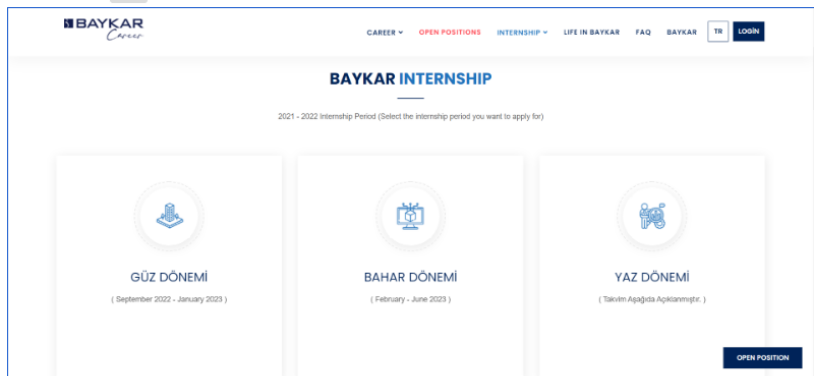 BAYKAR
Career
CAREER OPEN POSITIONS INTERNSHIP LIFE IN BAYKAR FAQ BAYKAR TR LOGİN
BAYKAR INTERNSHIP
2021 - 2022 Internship Period (Select the internship period you want to apply for)
GÜZ DÖNEMİ BAHAR DÖNEMİ YAZ DÖNEMİ
( September 2022 - January 2023 ) ( February - June 2023 ) ( Takvim Aşağıda Açıklanmıştır. )
OPEN POSITION